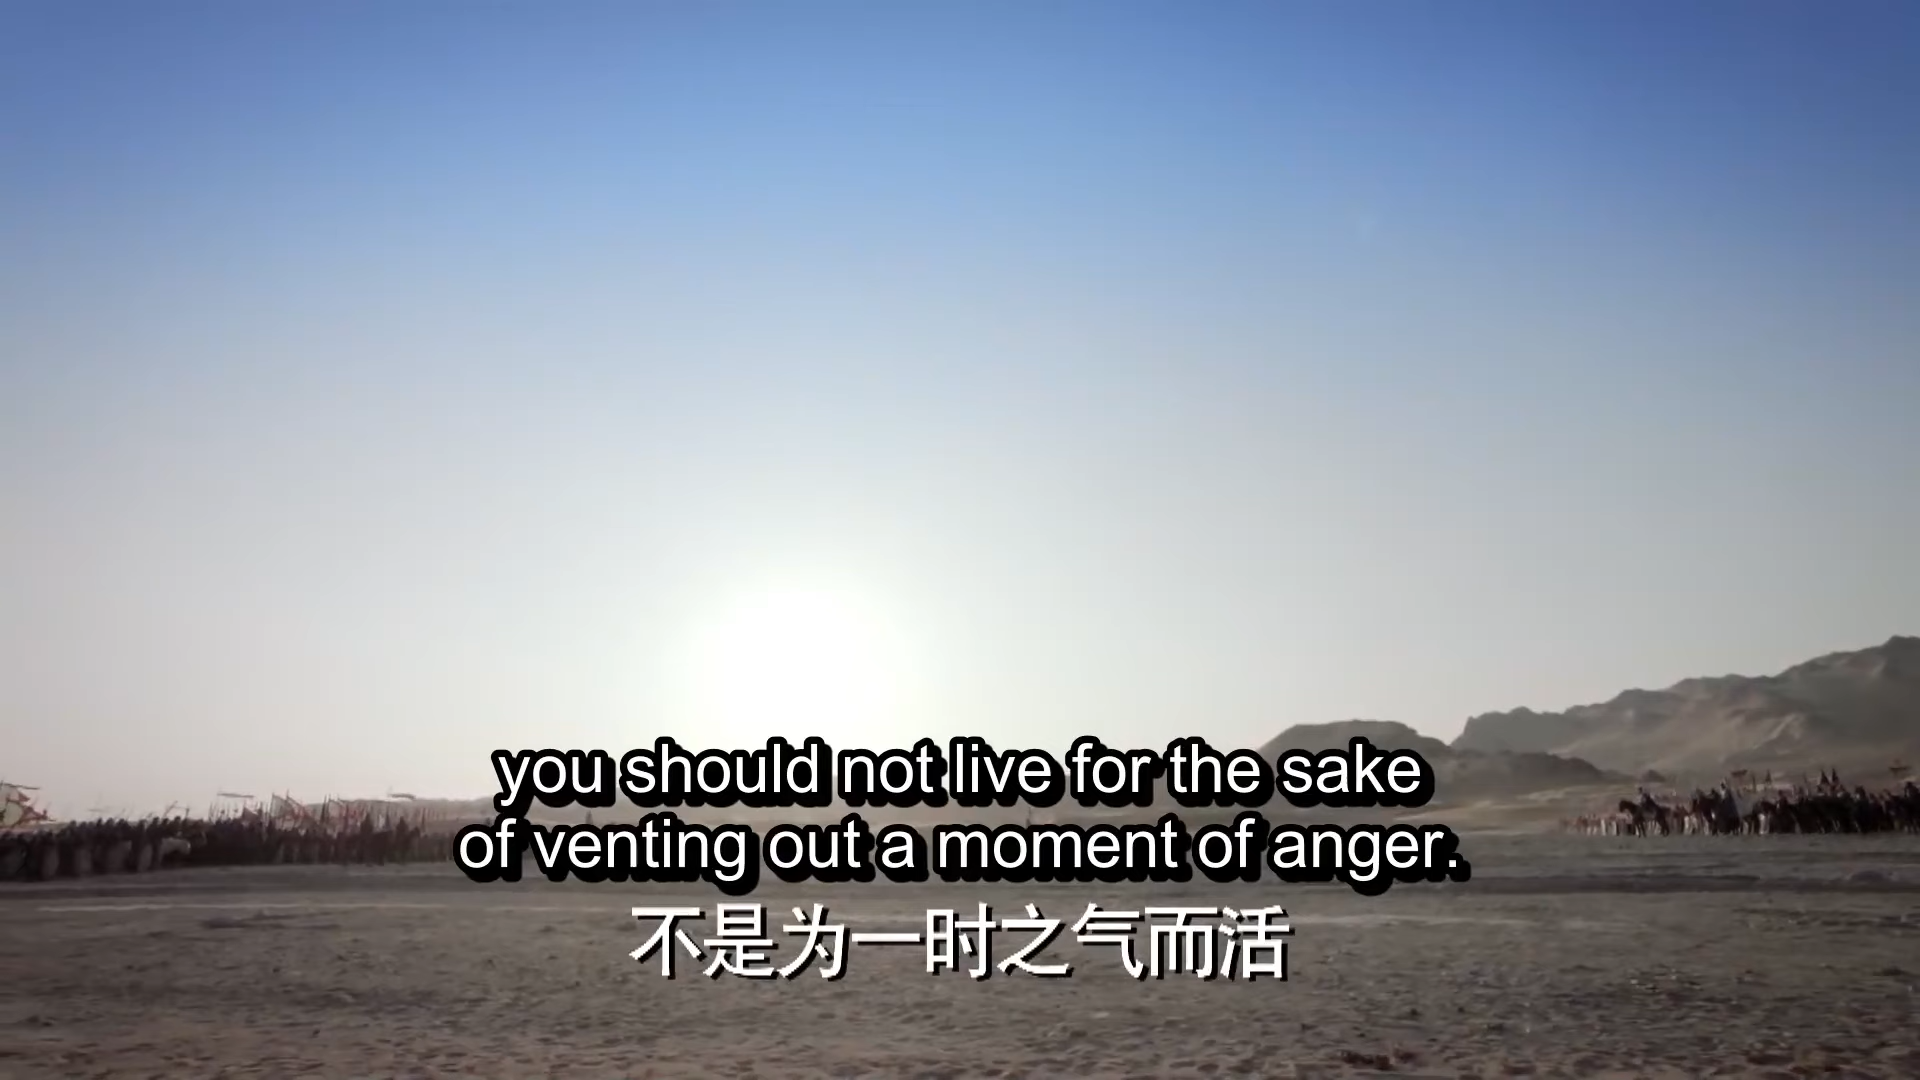 you should not live for the sake
of venting out a moment of anger.
不是为一时之气而活